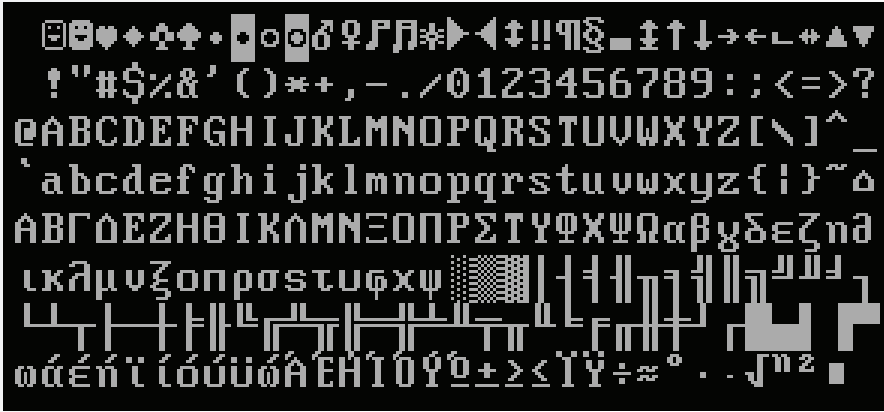 ☺☻♥♦♣♠•◘○◙♂♀♪♫☼►◄↕‼¶§▬↨↑↓→←∟↔▲▼
!"#$%&'()*+,-./0123456789:;<=>?
@ABCDEFGHIJKLMNOPQRSTUVWXYZ[\]^_
`abcdefghijklmnopqrstuvwxyz{|}~⌂
ΑΒΓΔΕΖΗΘΙΚΛΜΝΞΟΠΡΣΤΥΦΧΨΩαβγδεζηθ
ικλμνξοπρσςτυφχψ░▒▓│┤╡╢╖╕╣║╗╝╜╛┐
└┴┬├─┼╞╟╚╔╩╦╠═╬╧╨╤╥╙╘╒╓╫╪┘┌█▄▌▐▀
ωάέήϊίόύϋώΆΈΉΊΌΎΏ±≥≤ΪΫ÷≈°∙·√ⁿ²■